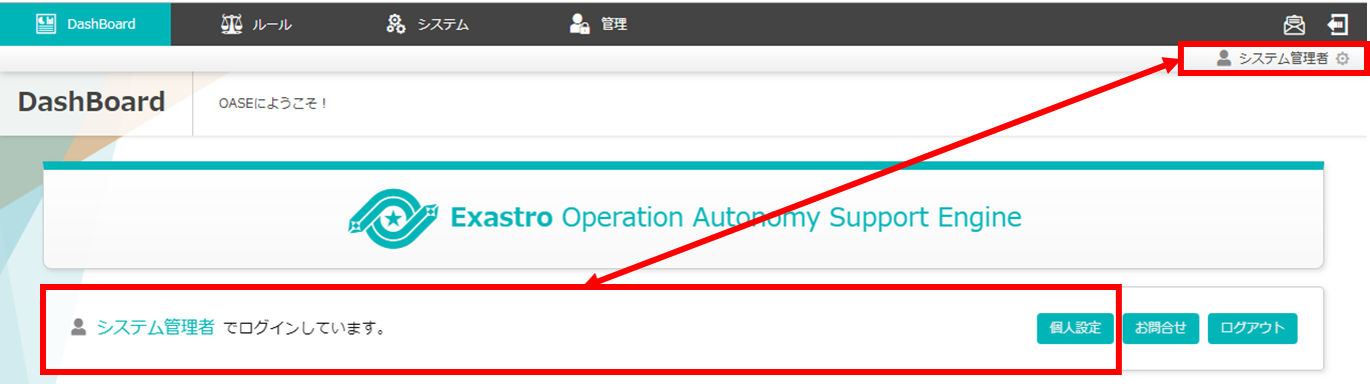 DashBoard ルール システム 管理
システム管理者
DashBoard OASEにようこそ！
Exastro Operation Autonomy Support Engine
システム管理者 でログインしています。 個人設定 お問合せ ログアウト